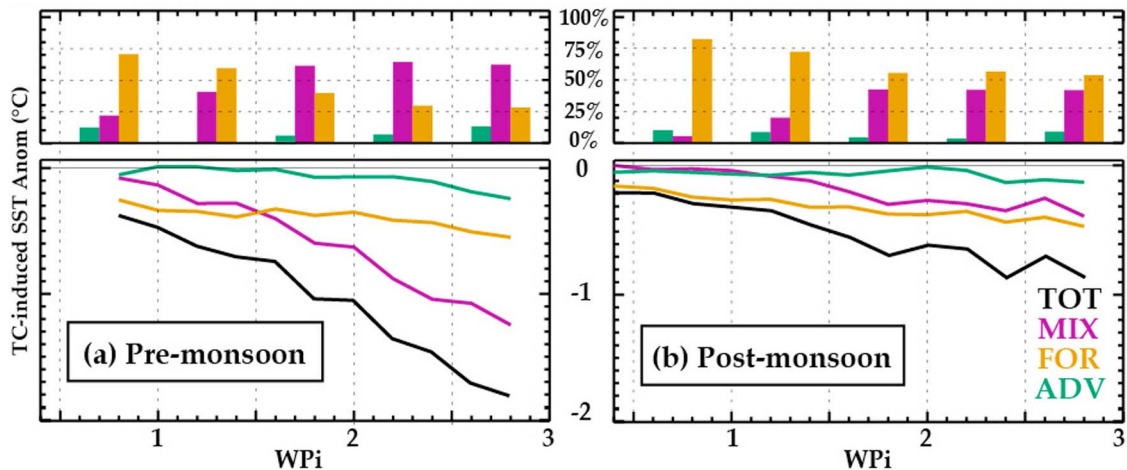 100%
75%
50%
25%
0%
TC-induced SST Anom (°C)
0
-1
-2
(a) Pre-monsoon
(b) Post-monsoon
TOT
MIX
FOR
ADV
1 2 3
1 2 3
WPi
WPi